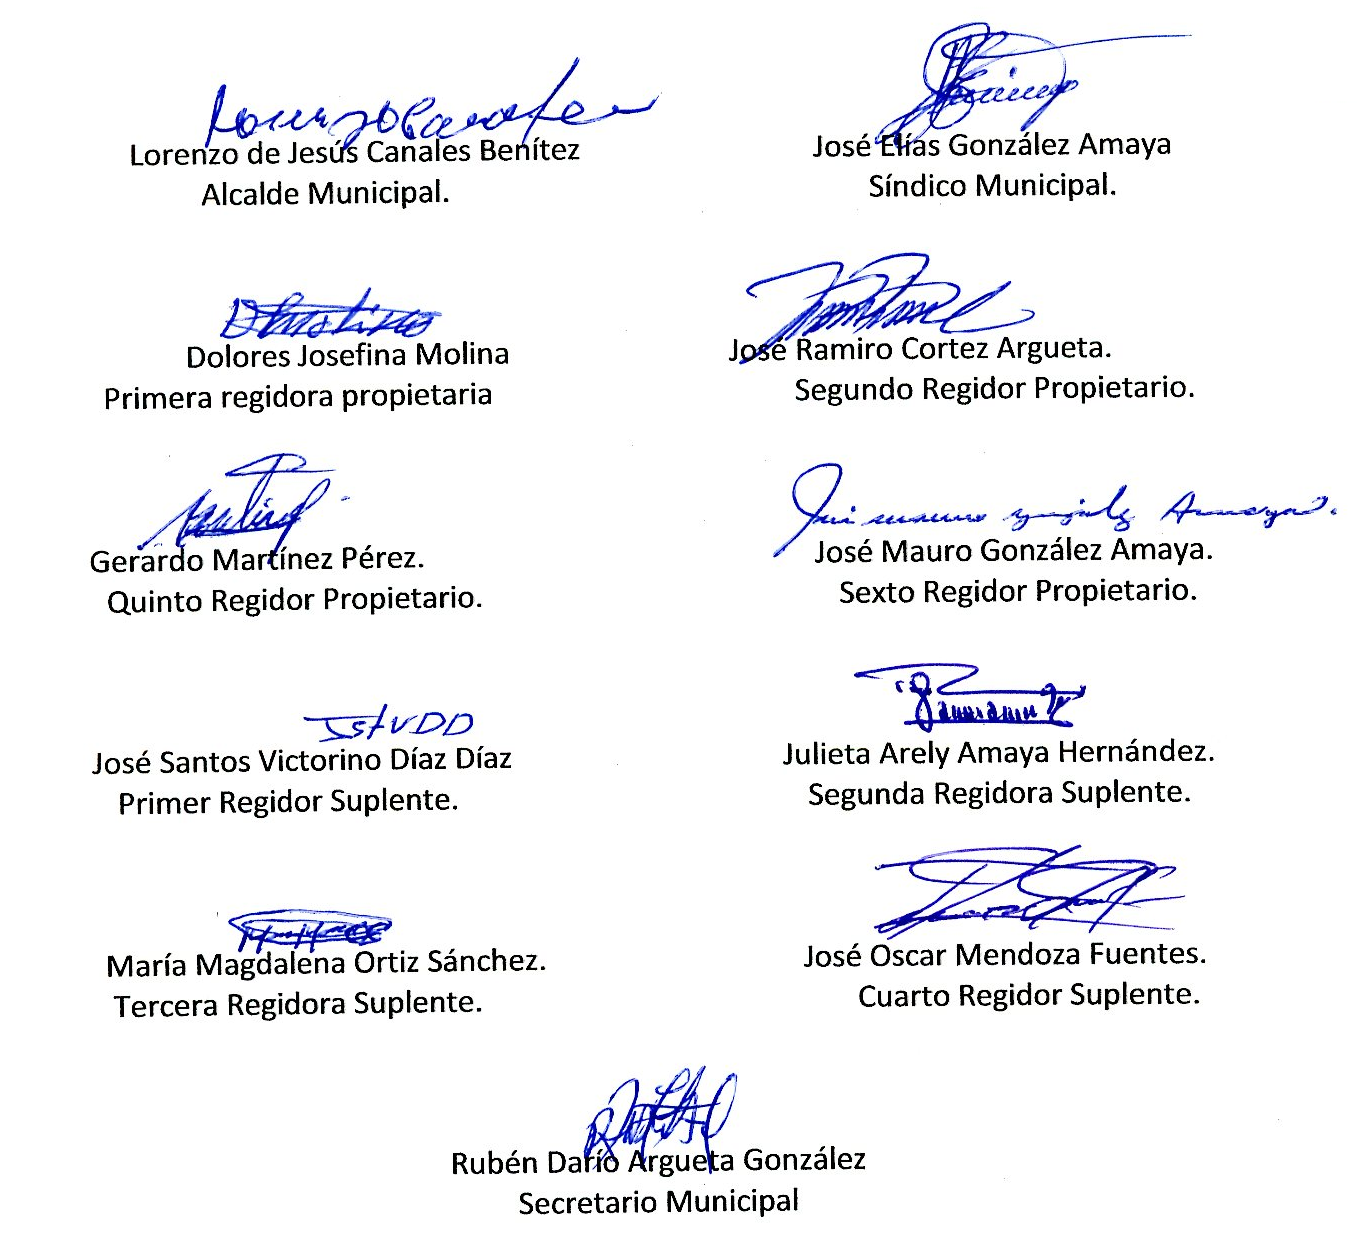 Lorenzo de Jesús Canales Benítez
Alcalde Municipal.
José Elías González Amaya
Síndico Municipal.
Dolores Josefina Molina
Primera regidora propietaria
José Ramiro Cortez Argueta.
Segundo Regidor Propietario.
Gerardo Martínez Pérez.
Quinto Regidor Propietario.
José Mauro González Amaya.
Sexto Regidor Propietario.
José Santos Victorino Díaz Díaz
Primer Regidor Suplente.
Julieta Arely Amaya Hernández.
Segunda Regidora Suplente.
María Magdalena Ortiz Sánchez.
Tercera Regidora Suplente.
José Oscar Mendoza Fuentes.
Cuarto Regidor Suplente.
Rubén Darío Argueta González
Secretario Municipal